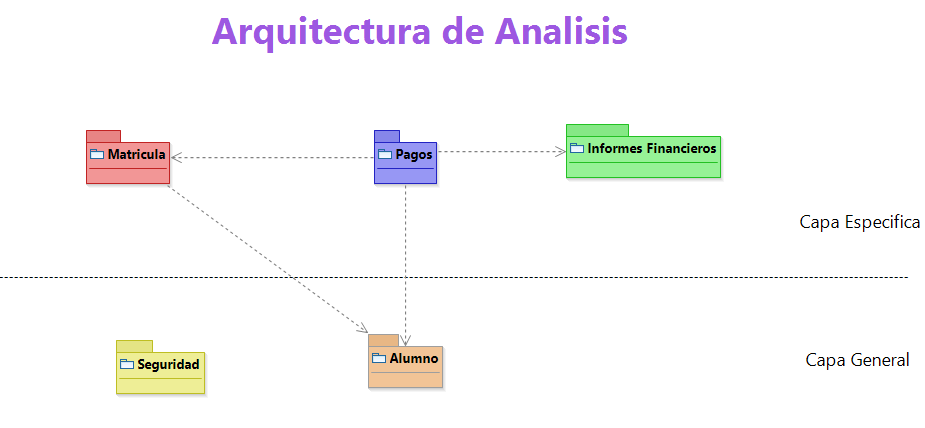 Arquitectura de Analisis
Matricula
Pagos
Informes Financieros
Capa Especifica
Seguridad
Alumno
Capa General